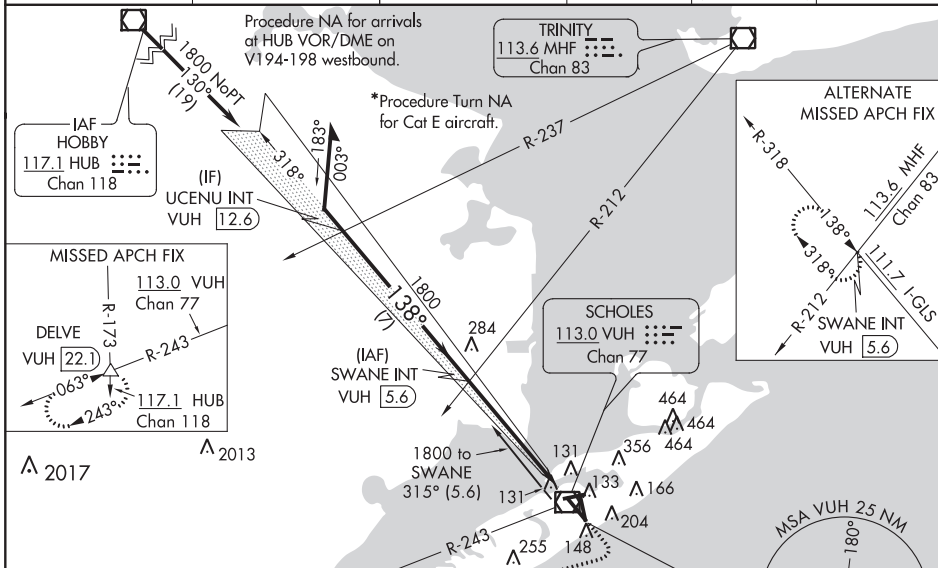 Procedure NA for arrivals
at HUB VOR/DME on
V194-198 westbound.
TRINITY
113.6 MHF
Chan 83
1800 NoPT
130°
(19)
*Procedure Turn NA
for Cat E aircraft.
ALTERNATE
MISSED APCH FIX
R-318
113.6 MHF
Chan 83
138°
318°
111.7 I-GLS
R-212
SWANE INT
VUH 5.6
IAF
HOBBY
117.1 HUB
Chan 118
R-237
R-212
318°
183°
003°
(IF)
UCENU INT
VUH 12.6
MISSED APCH FIX
113.0 VUH
Chan 77
R-173
R-243
DELVE
VUH 22.1
063°
243°
117.1 HUB
Chan 118
1800
138°
(7)
284
SCHOLES
113.0 VUH
Chan 77
(IAF)
SWANE INT
VUH 5.6
464
464
464
356
2013
2017
1800 to
SWANE
315° (5.6)
131
131
133
166
204
148
255
R-243
MSA VUH 25 NM
180°